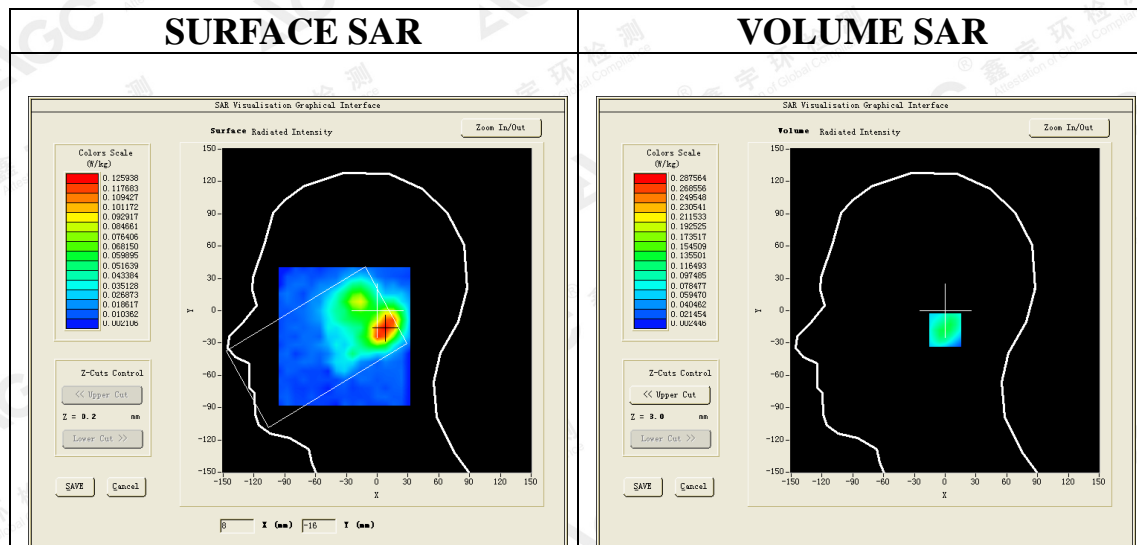 SURFACE SAR
VOLUME SAR
SAR Visualisation Graphical Interface
Surface Radiated Intensity
Zoom In/Out
Colors Scale
(W/kg)
0.125938
0.117683
0.109427
0.101172
0.092917
0.084661
0.076406
0.068150
0.059895
0.051639
0.043384
0.035128
0.026873
0.018617
0.010362
0.002106
Z-Cuts Control
<< Upper Cut
Z = 0.2 mm
Lower Cut >>
SAVE Cancel
150
120
90
60
30
0
-30
-60
-90
-120
-150
Y
-150 -120 -90 -60 -30 0 30 60 90 120 150
X
8 X (mm) -16 Y (mm)
SAR Visualisation Graphical Interface
Volume Radiated Intensity
Zoom In/Out
Colors Scale
(W/kg)
0.287564
0.268556
0.249548
0.230541
0.211533
0.192525
0.173517
0.154509
0.135501
0.116493
0.097485
0.078477
0.059470
0.040462
0.021454
0.002446
Z-Cuts Control
<< Upper Cut
Z = 3.0 mm
Lower Cut >>
SAVE Cancel
150
120
90
60
30
0
-30
-60
-90
-120
-150
Y
-150 -120 -90 -60 -30 0 30 60 90 120 150
X